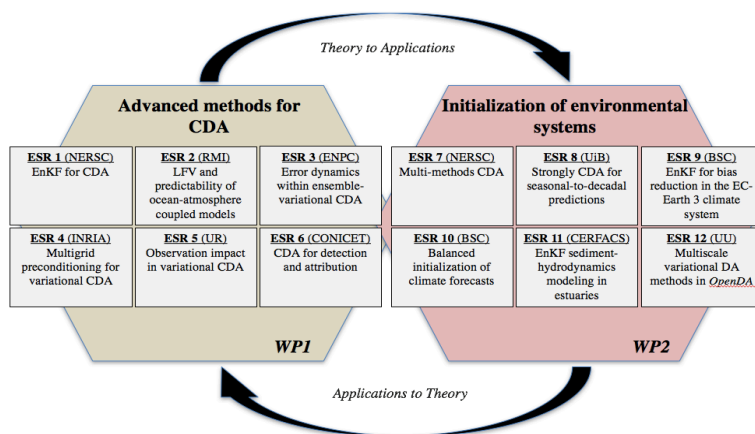 Theory to Applications
Advanced methods for
CDA
Initialization of environmental
systems
ESR 1 (NERSC)
EnKF for CDA
ESR 2 (RMI)
LFV and
predictability of
ocean-atmosphere
coupled models
ESR 3 (ENPC)
Error dynamics
within ensemble-
variational CDA
ESR 7 (NERSC)
Multi-methods CDA
ESR 8 (UiB)
Strongly CDA for
seasonal-to-decadal
predictions
ESR 9 (BSC)
EnKF for bias
reduction in the EC-
Earth 3 climate
system
ESR 4 (INRIA)
Multigrid
preconditioning for
variational CDA
ESR 5 (UR)
Observation impact
in variational CDA
ESR 6 (CONICET)
CDA for detection
and attribution
ESR 10 (BSC)
Balanced
initialization of
climate forecasts
ESR 11 (CERFACS)
EnKF sediment-
hydrodynamics
modeling in
estuaries
ESR 12 (UU)
Multiscale
variational DA
methods in OpenDA
WP1
WP2
Applications to Theory